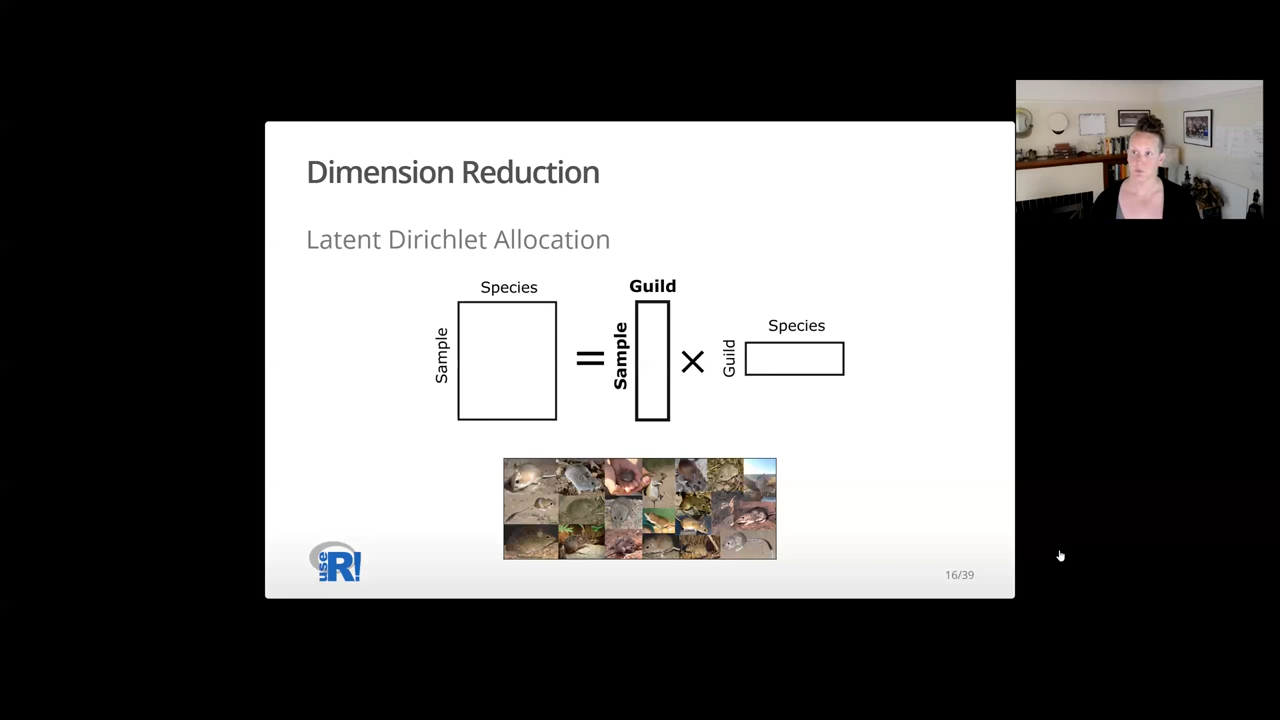 Dimension Reduction
Latent Dirichlet Allocation
Species
Sample
=
Guild
Sample
×
Species
Guild
useR!
16/39